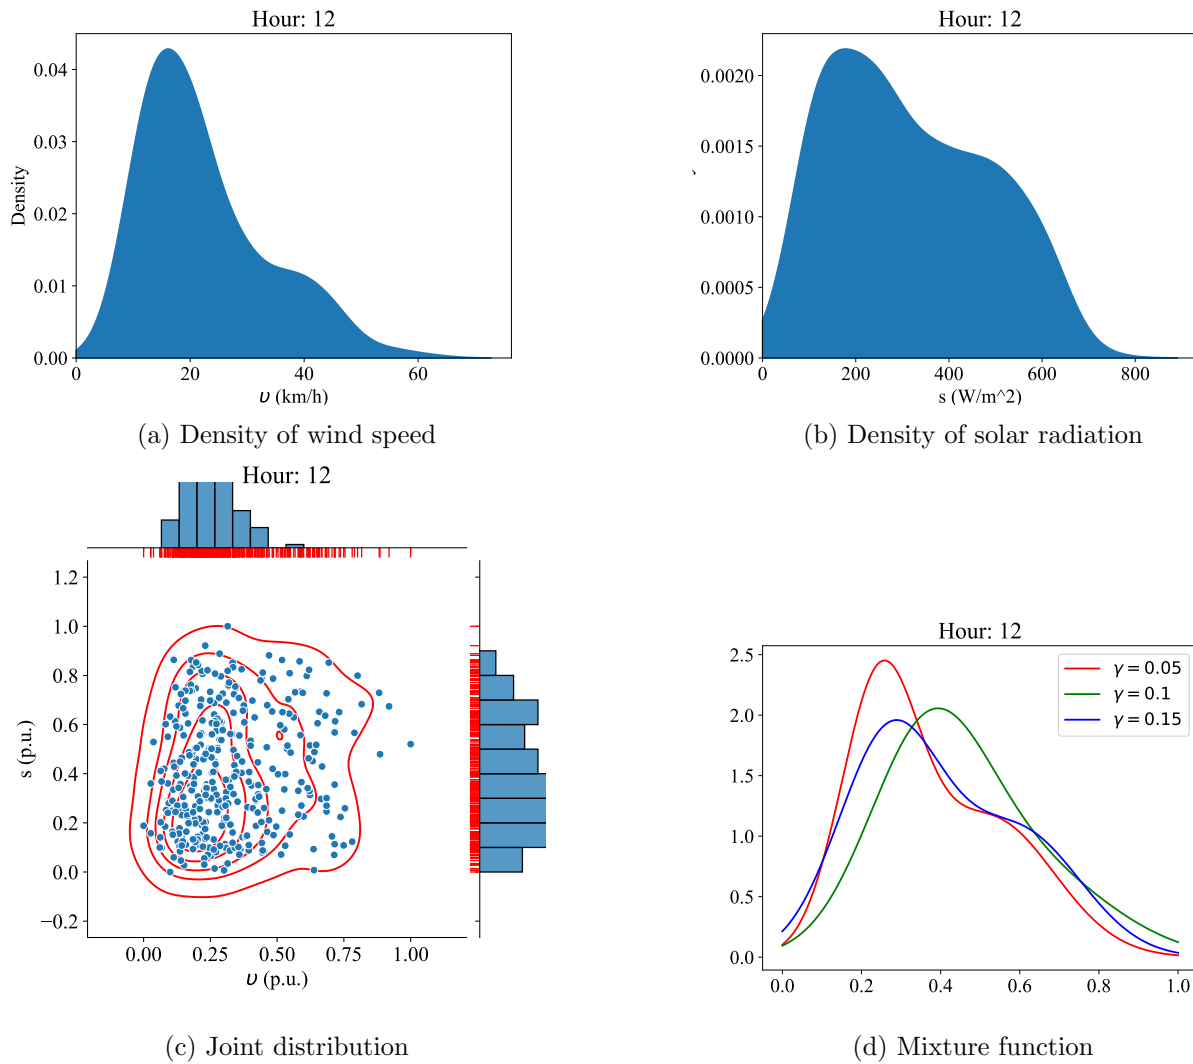 Hour: 12
0.04
0.03
0.02
0.01
0.00
Density
0
20
40
60
υ (km/h)
(a) Density of wind speed
Hour: 12
0.0020
0.0015
0.0010
0.0005
0.0000
0
200
400
600
800
s (W/m^2)
(b) Density of solar radiation
Hour: 12
1.2
1.0
0.8
0.6
0.4
0.2
0.0
−0.2
s (p.u.)
0.00
0.25
0.50
0.75
1.00
υ (p.u.)
(c) Joint distribution
Hour: 12
2.5
2.0
1.5
1.0
0.5
0.0
γ = 0.05
γ = 0.1
γ = 0.15
0.0
0.2
0.4
0.6
0.8
1.0
(d) Mixture function